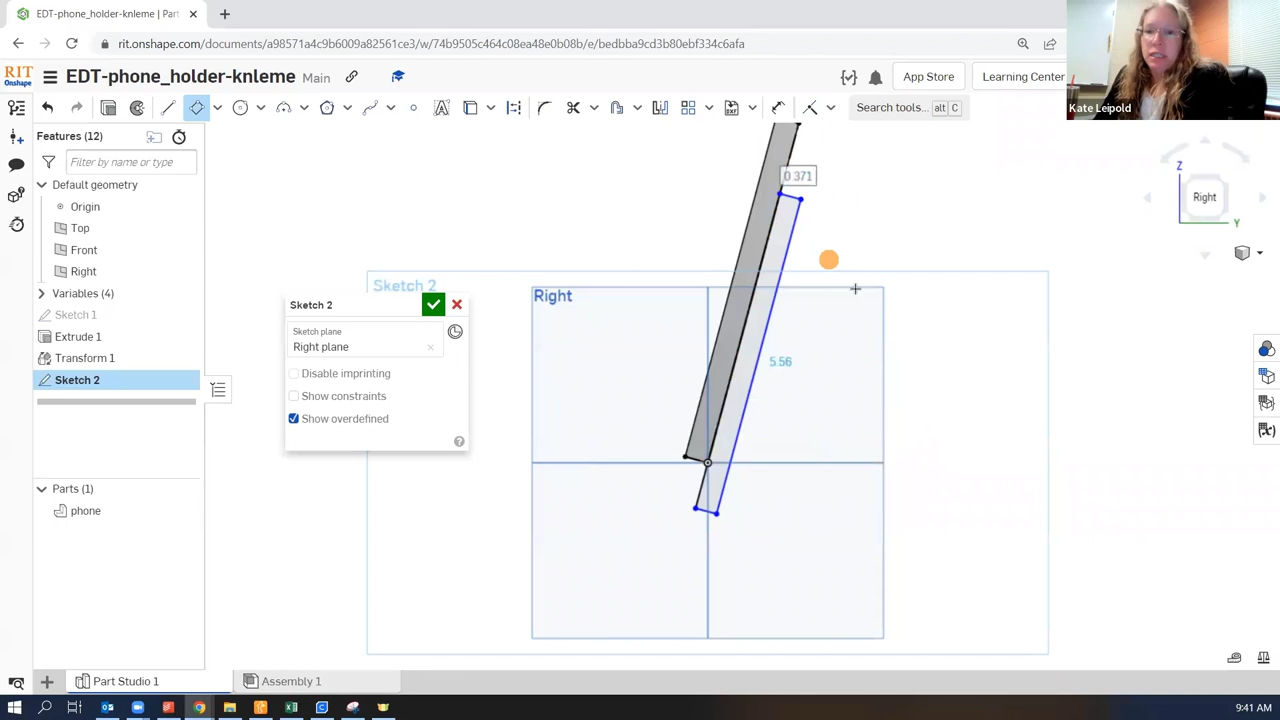 EDT-phone_holder-knleme | Part
rit.onshape.com/documents/a98571a4c9b6009a82561ce3/w/74bf505c464c08ea48e0b08b/e/bedbba9cd3b80ebf334c6afa
RIT
Onshape
EDT-phone_holder-knleme Main
App Store
Learning Center
Kate Leipold
Search tools... alt C
Features (12)
Filter by name or type
Default geometry
Origin
Top
Front
Right
Variables (4)
Sketch 1
Extrude 1
Transform 1
Sketch 2
Parts (1)
phone
Sketch 2
Sketch 2
Sketch plane
Right plane
Disable imprinting
Show constraints
Show overdefined
Right
0.371
5.56
Z
Right
Y
Part Studio 1
Assembly 1
9:41 AM